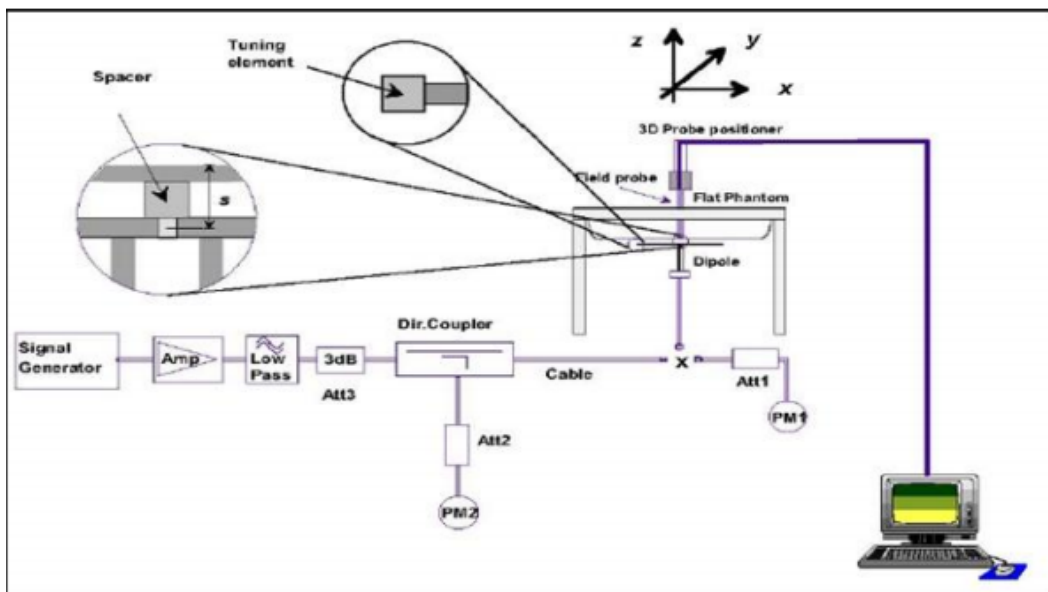 Tuning
element
Spacer
s
z
y
x
3D Probe positioner
Field probe
Flat Phantom
Dipole
Signal
Generator
Amp
Low
Pass
3dB
Att3
Dir.Coupler
Cable
x
Att1
PM1
Att2
PM2